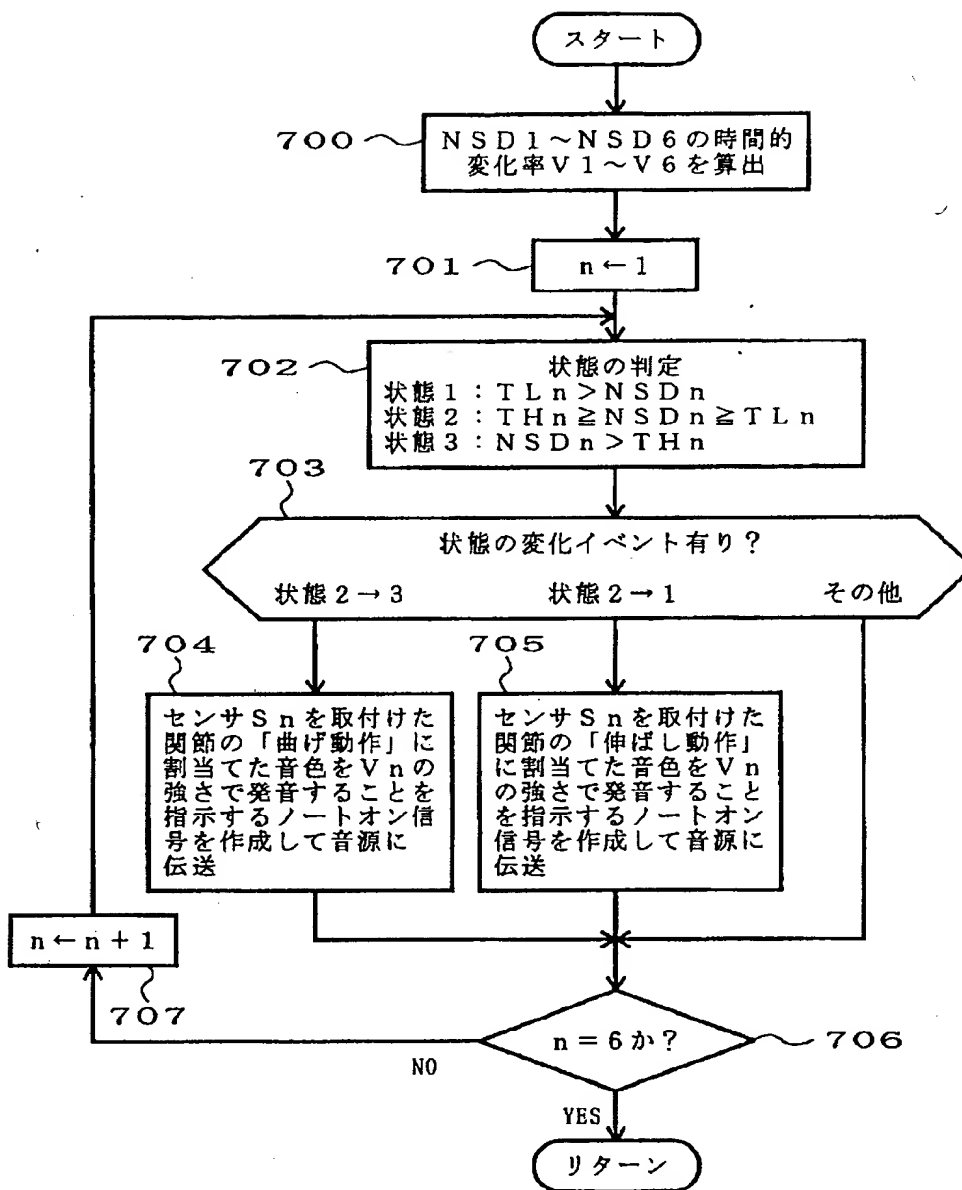 スタート
700
NSD1~NSD6の時間的
変化率V1~V6を算出
701
n←1
702
状態の判定
状態1:TLn>NSDn
状態2:THn≧NSDn≧TLn
状態3:NSDn>THn
703
状態の変化イベント有り?
状態2→3 状態2→1 その他
704
センサSnを取付けた
関節の「曲げ動作」に
割当てた音色をVnの
強さで発音することを
指示するノートオン信
号を作成して音源に
伝送
705
センサSnを取付けた
関節の「伸ばし動作」
に割当てた音色をVn
の強さで発音すること
を指示するノートオン
信号を作成して音源に
伝送
n←n+1
707
n=6か?
706
NO
YES
リターン